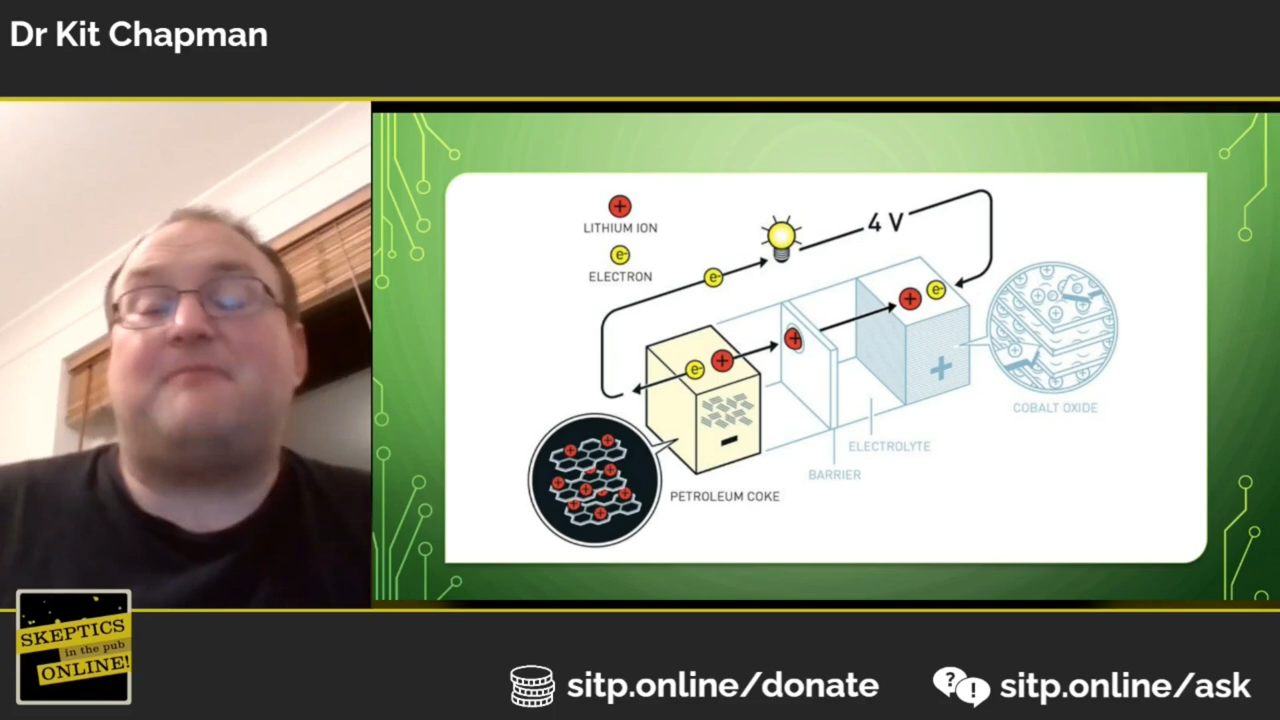 Dr Kit Chapman
LITHIUM ION
e-
ELECTRON
4 V
e-
e-
e-
COBALT OXIDE
ELECTROLYTE
BARRIER
PETROLEUM COKE
SKEPTICS
in the pub
ONLINE!
sitp.online/donate
sitp.online/ask